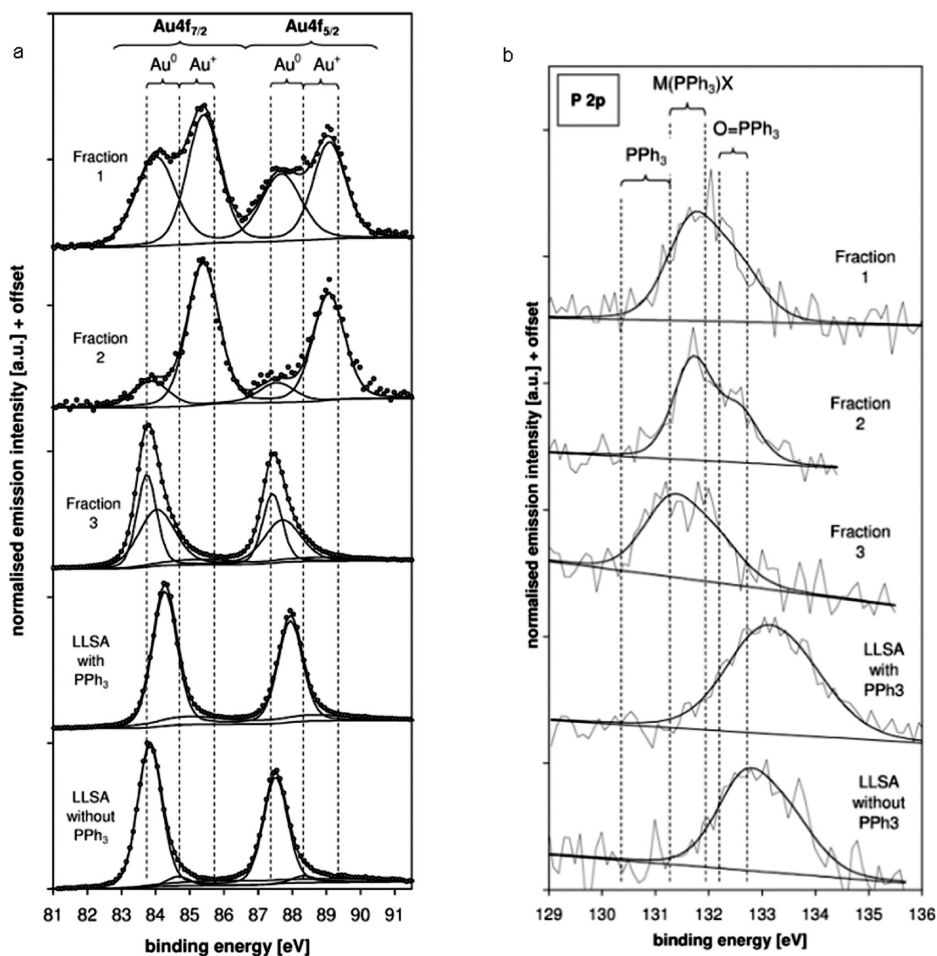 a
Au4f7/2 Au4f5/2
Au0 Au+ Au0 Au+
Fraction
1
Fraction
2
Fraction
3
LLSA
with
PPh3
LLSA
without
PPh3
normalised emission intensity [a.u.] + offset
81 82 83 84 85 86 87 88 89 90 91
binding energy [eV]
b
P 2p
M(PPh3)X
O=PPh3
PPh3
Fraction
1
Fraction
2
Fraction
3
LLSA
with
PPh3
LLSA
without
PPh3
normalised emission intensity [a.u.] + offset
129 130 131 132 133 134 135 136
binding energy [eV]